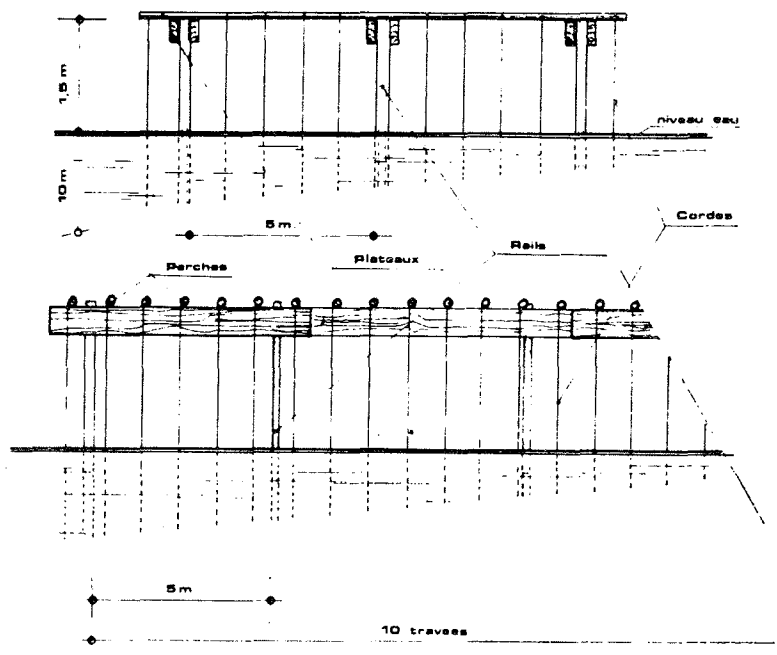 1,5 m
niveau eau
10 m
5 m
Cordes
Rails
Perches
Plateaux
5 m
10 travees